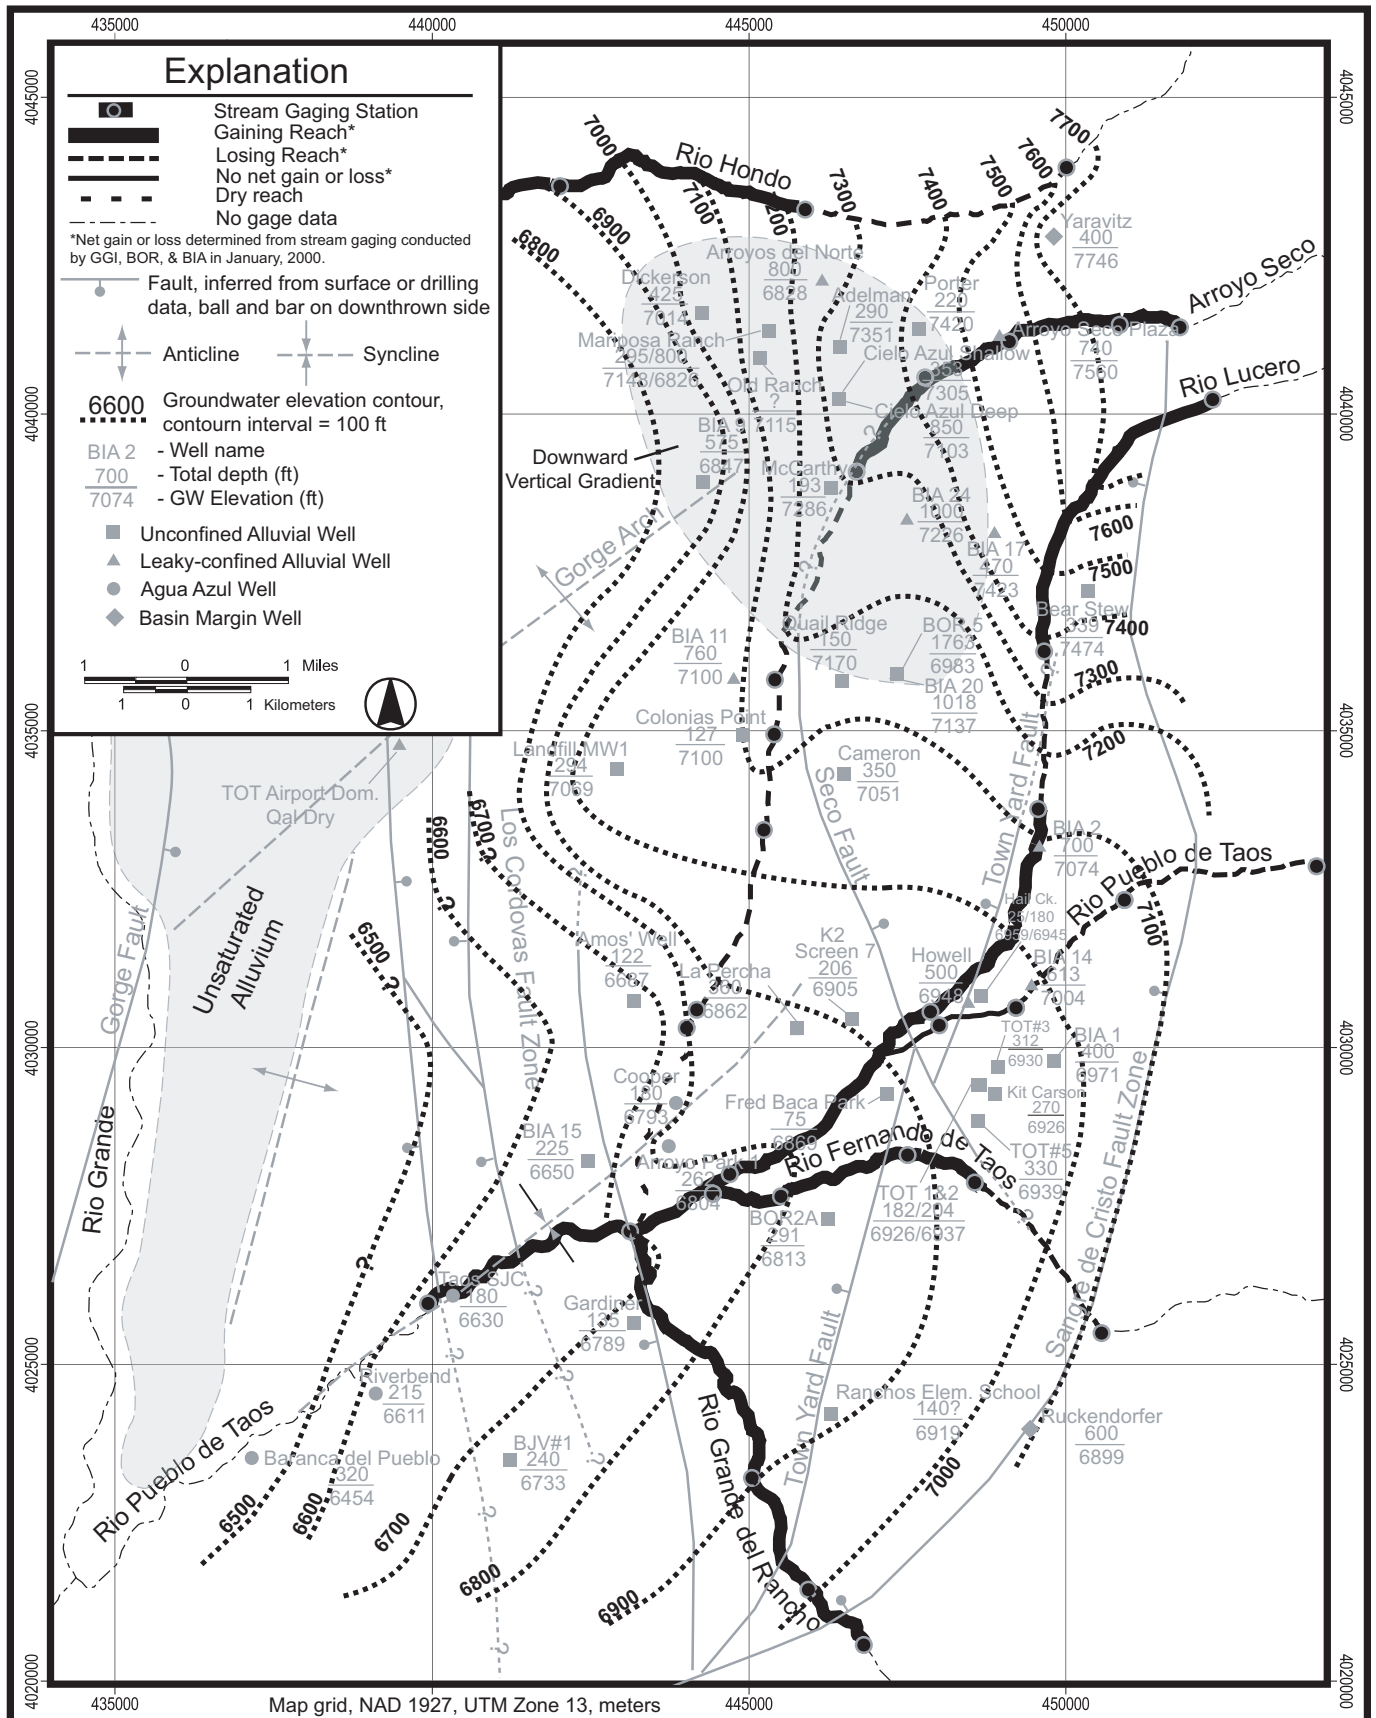 435000
440000
445000
450000
4045000
4045000
4040000
4040000
4035000
4035000
4030000
4030000
4025000
4025000
4020000
4020000
Explanation
Stream Gaging Station
Gaining Reach*
Losing Reach*
No net gain or loss*
Dry reach
No gage data
*Net gain or loss determined from stream gaging conducted
by GGI, BOR, & BIA in January, 2000.
Fault, inferred from surface or drilling
data, ball and bar on downthrown side
Anticline
Syncline
6600
Groundwater elevation contour,
contourn interval = 100 ft
BIA 2
- Well name
700
- Total depth (ft)
7074
- GW Elevation (ft)
Unconfined Alluvial Well
Leaky-confined Alluvial Well
Agua Azul Well
Basin Margin Well
1 0 1 Miles
1 0 1 Kilometers
7000
Rio Hondo
7100
200
7300
7400
7500
7600
7700
6900
6800
Yaravitz
400
7746
Arroyo Seco
Rio Lucero
Arroyos del Norte
800
6828
Dickerson
425
7014
Adelman
290
7351
Porter
220
7420
Mariposa Ranch
295/800
7148/6820
Arroyo Seco Plaza
740
7560
Cielo Azul Shallow
353
7305
Old Ranch
?
7115
Cielo Azul Deep
850
7103
BIA 9
575
6847
Downward
Vertical Gradient
McCarthy
193
7286
?
?
BIA 24
1000
7226
BIA 17
470
7423
7600
7500
Gorge Arch
Bear Stew
339
7474
7400
Quail Ridge
150
7170
BOR 5
1763
6983
BIA 11
760
7100
BIA 20
1018
7137
7300
?
Colonias Point
127
7100
7200
Landfill MW1
294
7069
Cameron
350
7051
TOT Airport Dom.
Qal Dry
6600
?
6700
?
Los Cordovas Fault Zone
?
Seco Fault
Town Yard Fault
BIA 2
700
7074
Rio Pueblo de Taos
7100
Hail Ck.
25/180
6959/6945
Gorge Fault
Unsaturated
Alluvium
6500
?
Amos' Well
122
6687
La Percha
360
6862
K2
Screen 7
206
6905
Howell
500
6948
BIA 14
613
7004
TOT#3
312
6930
BIA 1
400
6971
Kit Carson
270
6926
Rio Grande
Cooper
180
6793
Fred Baca Park
75
6869
BIA 15
225
6650
Arroyo Park 1
262
6804
Rio Fernando de Taos
?
TOT#5
330
6939
TOT 1&2
182/204
6926/6937
BOR2A
291
6813
Sangre de Cristo Fault Zone
?
Taos SJC
180
6630
?
?
Gardiner
135
6789
?
Riverbend
215
6611
Town Yard Fault
Ranchos Elem. School
140?
6919
Ruckendorfer
600
6899
Rio Pueblo de Taos
Baranca del Pueblo
320
6454
BJV#1
240
6733
?
?
?
Rio Grande del Rancho
6500
6600
6700
6800
6900
7000
435000
Map grid, NAD 1927, UTM Zone 13, meters
445000
450000